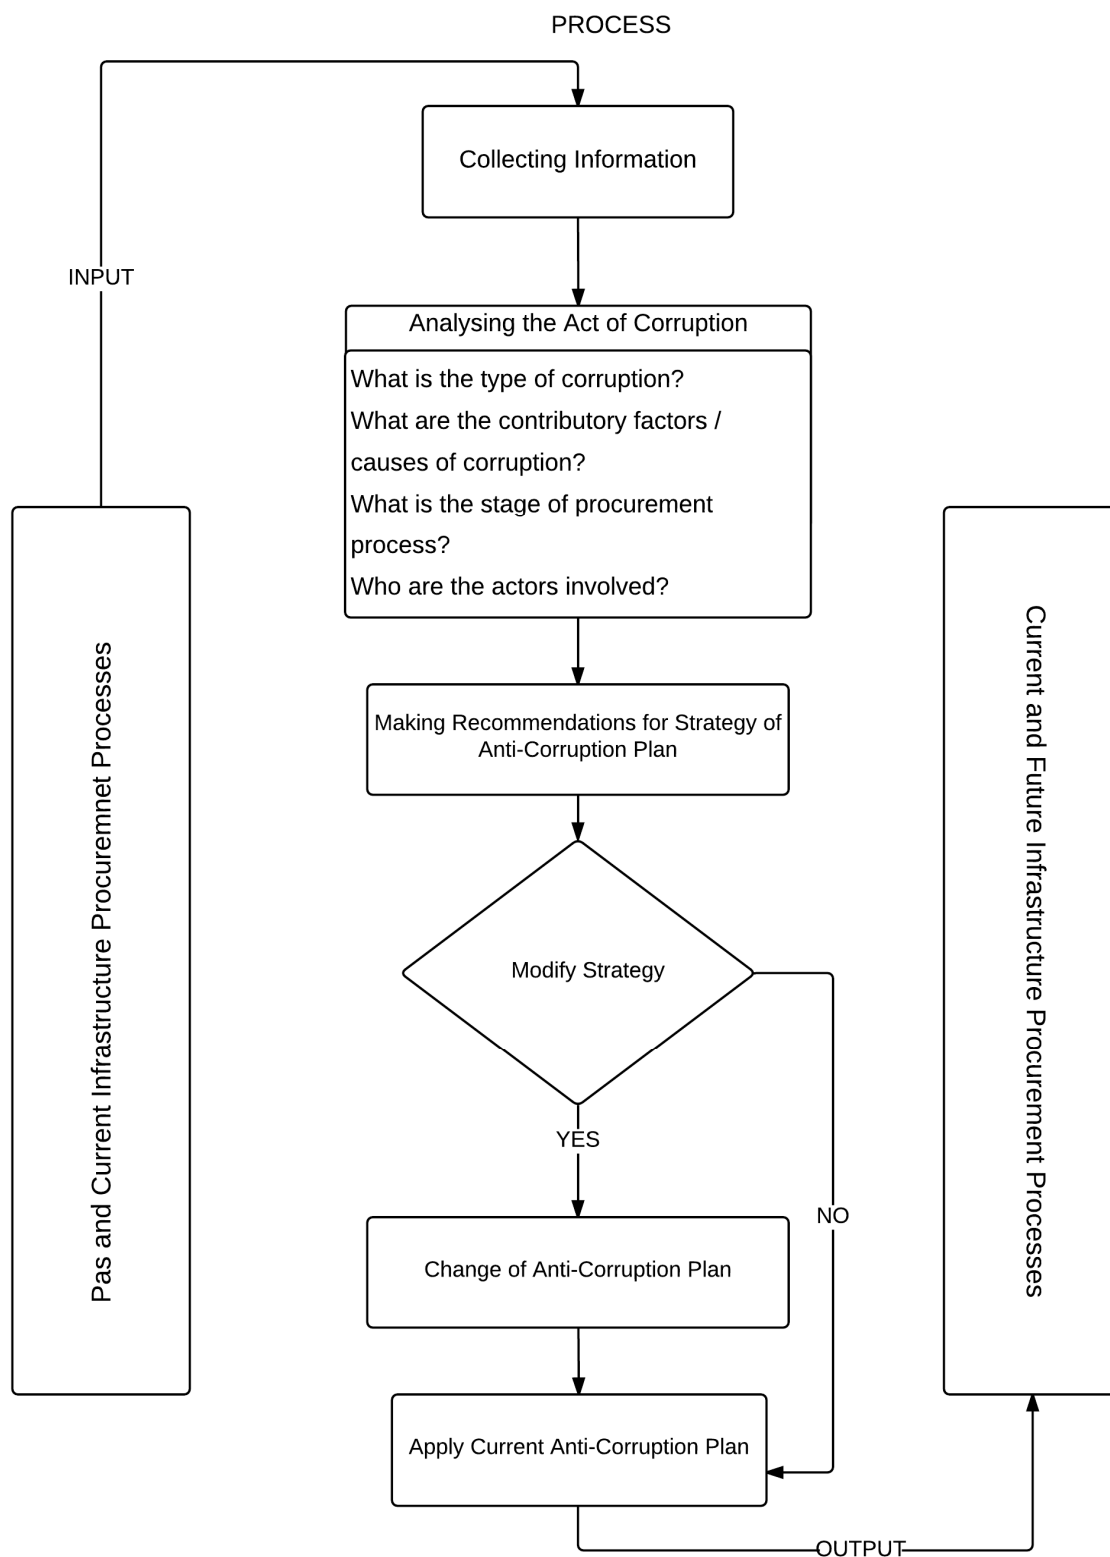 PROCESS
Collecting Information
INPUT
Analysing the Act of Corruption
What is the type of corruption?
What are the contributory factors /
causes of corruption?
What is the stage of procurement
process?
Who are the actors involved?
Pas and Current Infrastructure Procuremnet Processes
Current and Future Infrastructure Procurement Processes
Making Recommendations for Strategy of
Anti-Corruption Plan
Modify Strategy
YES
NO
Change of Anti-Corruption Plan
Apply Current Anti-Corruption Plan
OUTPUT